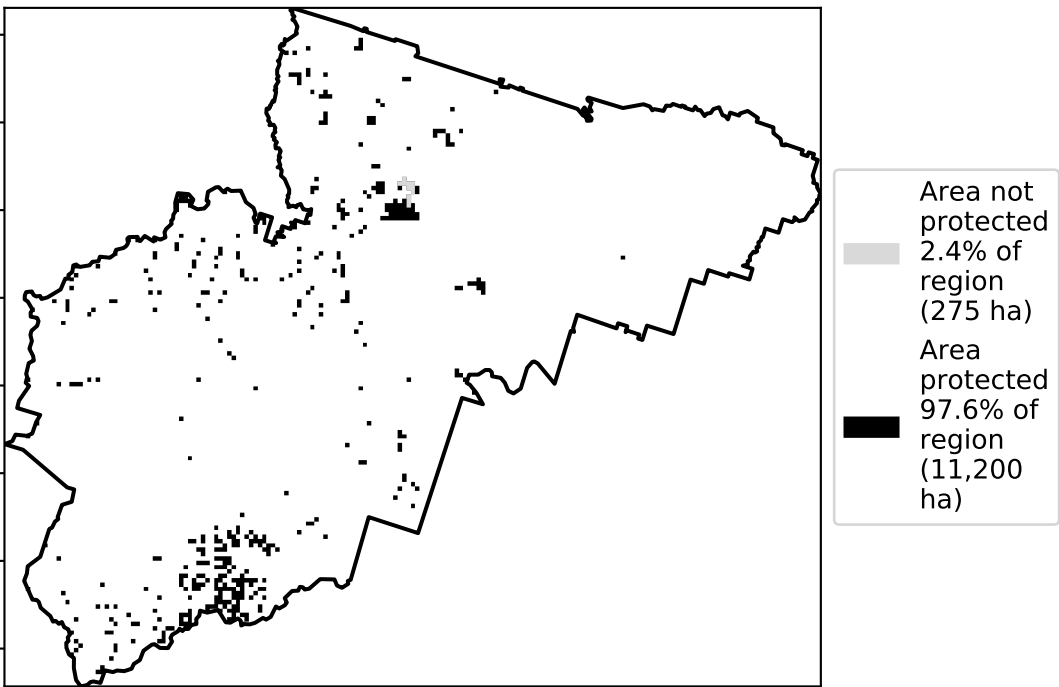 Area not
protected
2.4% of
region
(275 ha)
Area
protected
97.6% of
region
(11,200
ha)